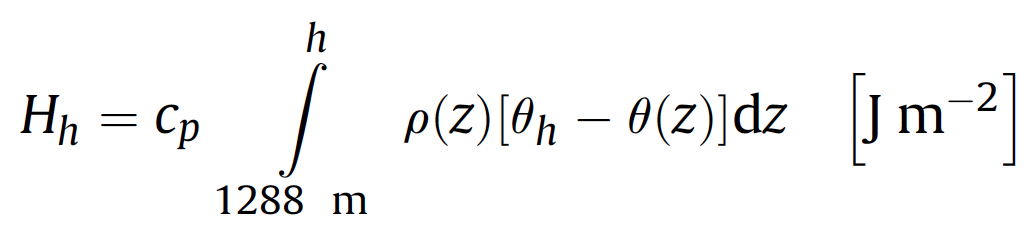 H_h = c_p ∫_{1288 m}^{h} ρ(z)[θ_h − θ(z)]dz [J m^{−2}]